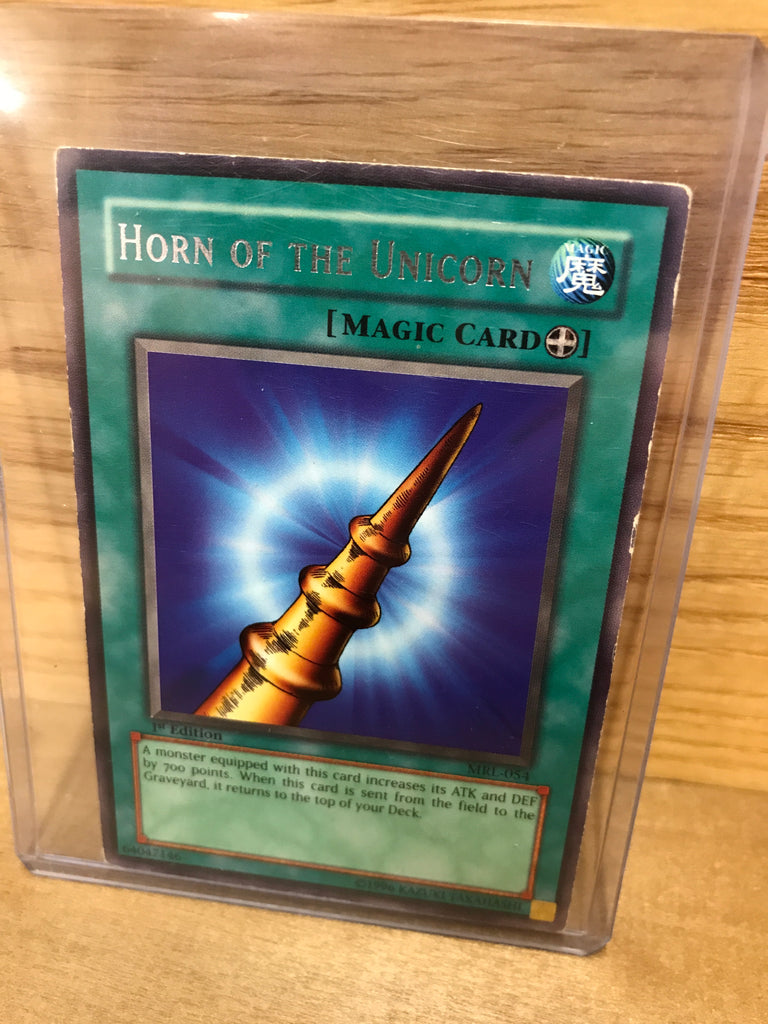 HORN OF THE UNICORN
MAGIC
魔
[MAGIC CARD]
1st Edition
MRL-054
A monster equipped with this card increases its ATK and DEF
by 700 points. When this card is sent from the field to the
Graveyard, it returns to the top of your Deck.
64047146
©1996 KAZUKI TAKAHASHI